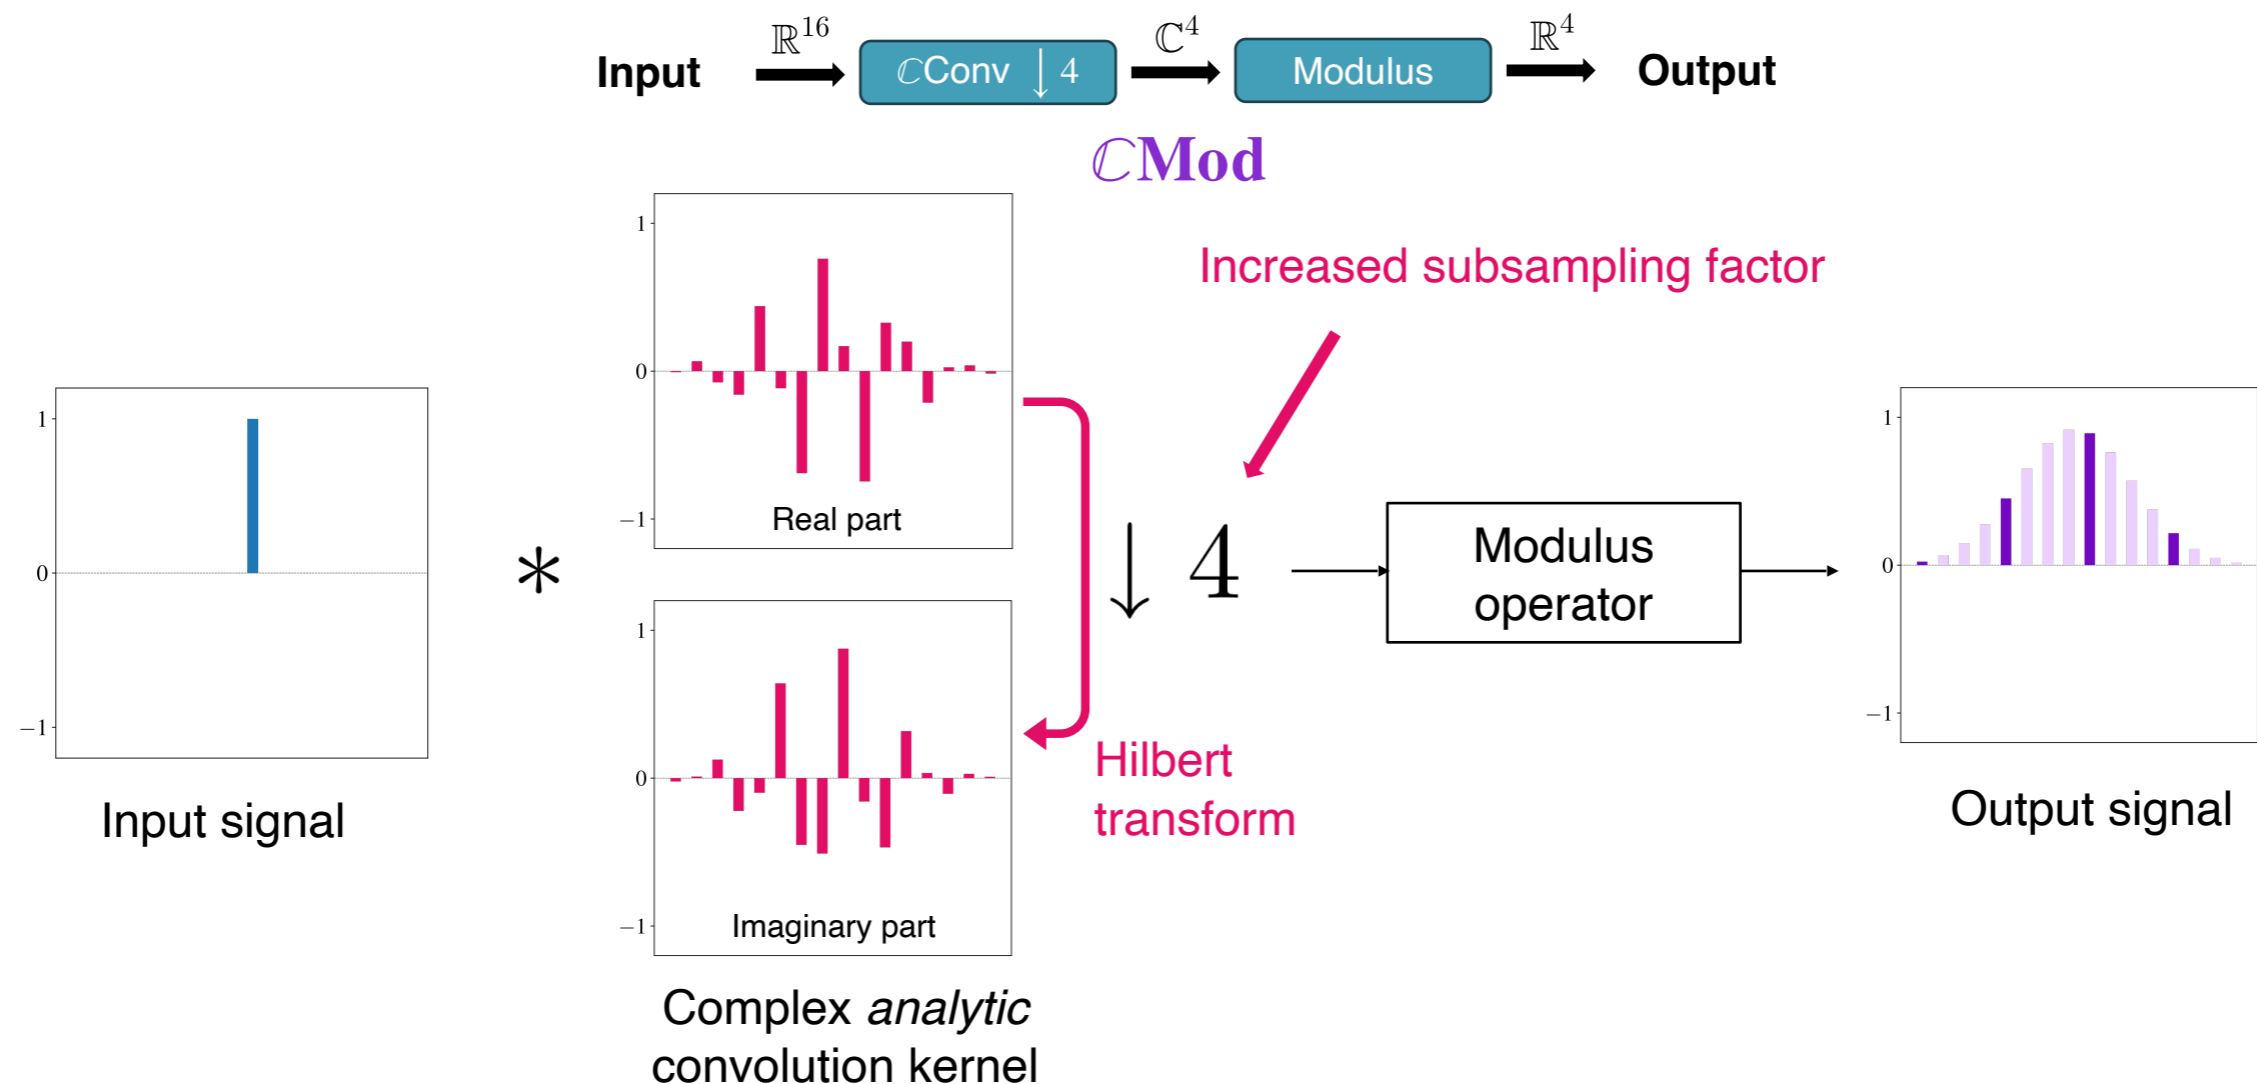 ℝ¹⁶ ℂ⁴ ℝ⁴
Input ℂConv ↓ 4 Modulus Output
ℂMod
1
0
−1
Real part
Increased subsampling factor
1
0
−1
Input signal
*
1
0
−1
Imaginary part
Hilbert
transform
Complex analytic
convolution kernel
↓ 4
Modulus
operator
1
0
−1
Output signal